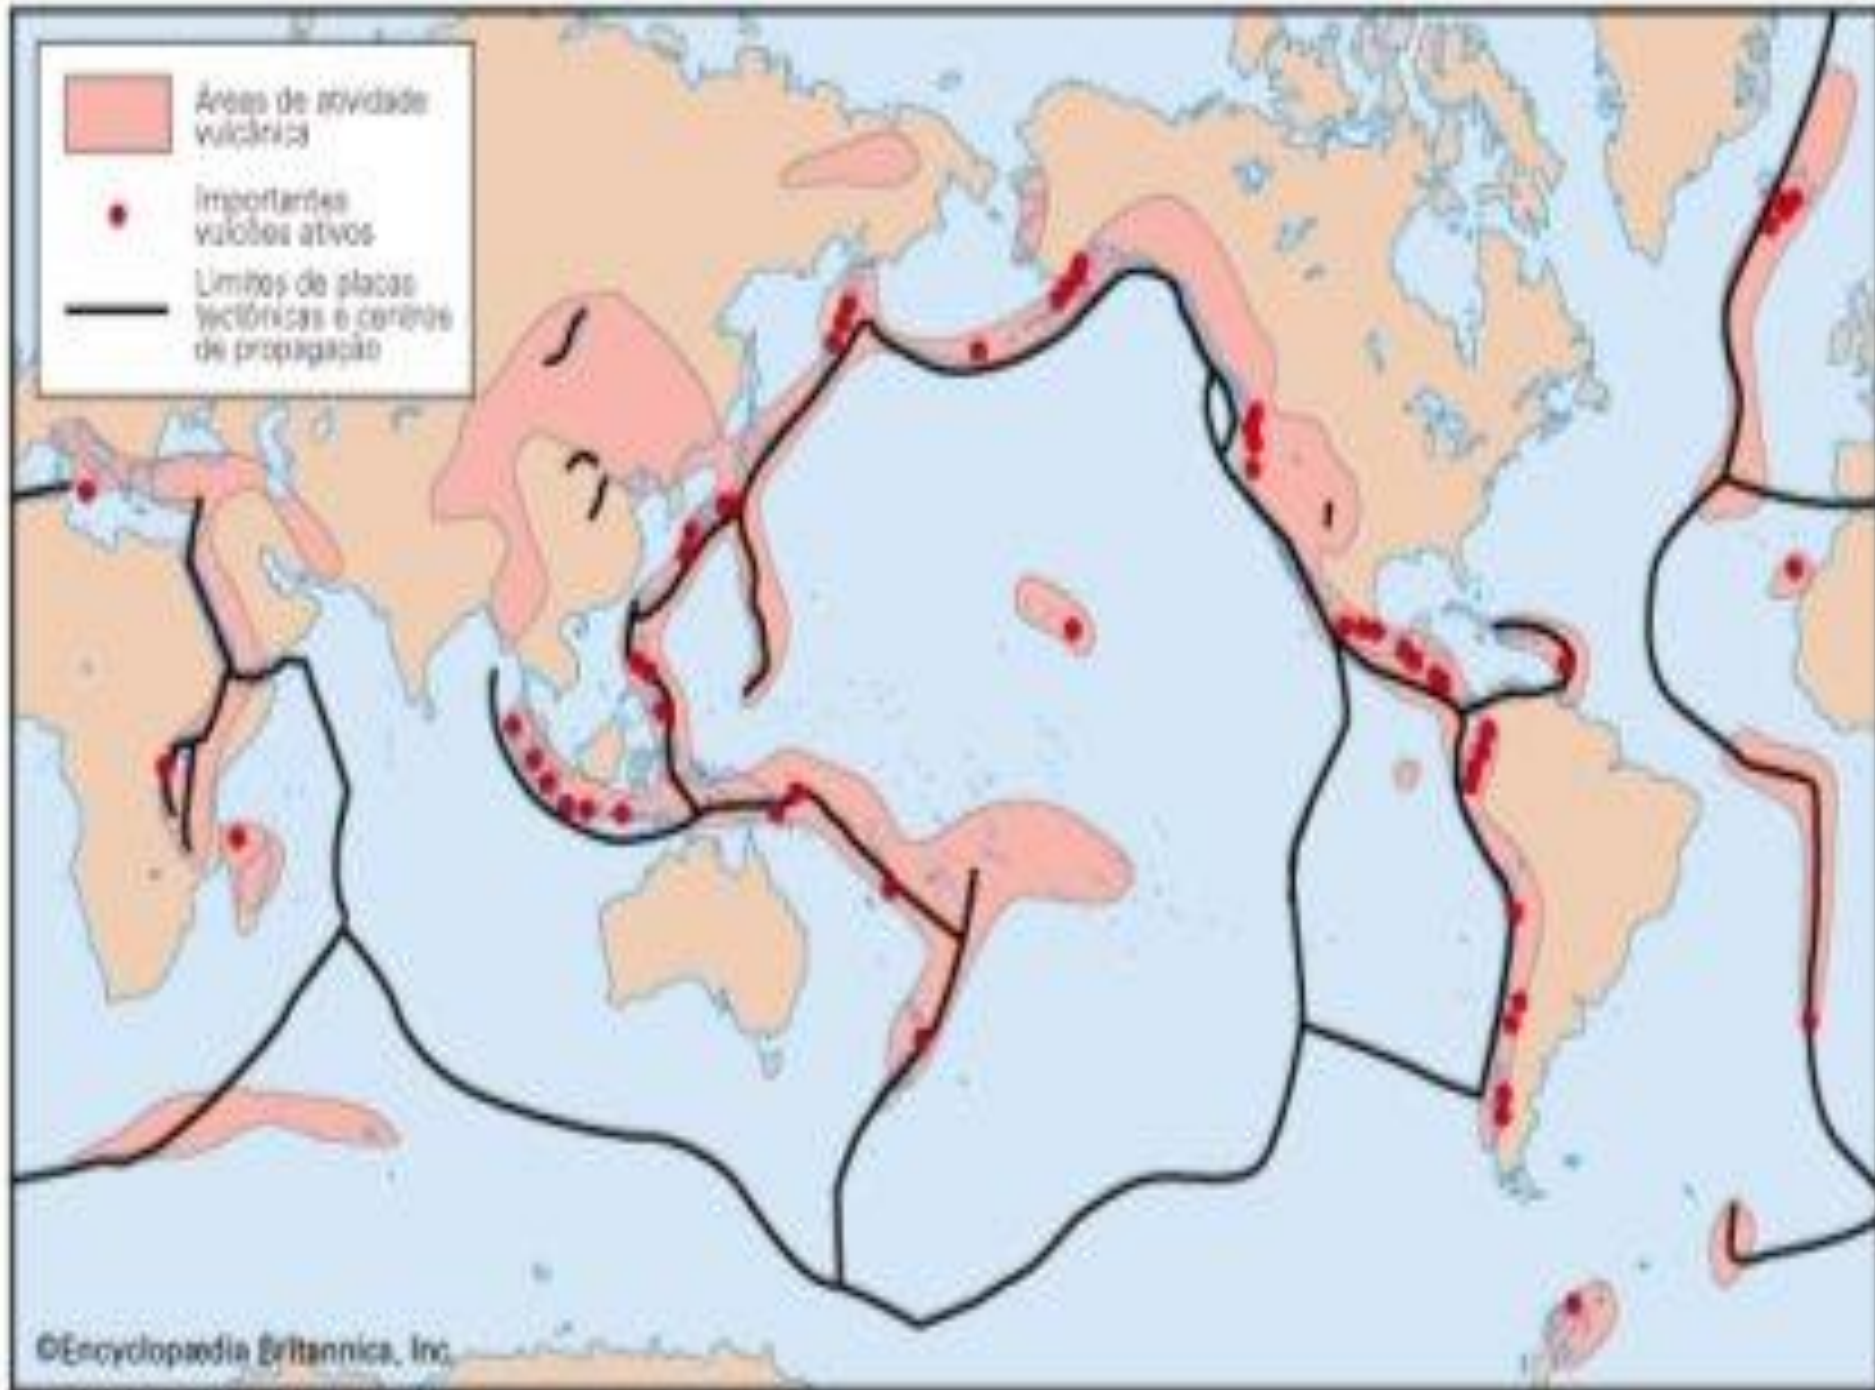 Áreas de atividade
vulcânica
Importantes
vulcões ativos
Limites de placas
tectônicas e centros
de propagação
©Encyclopædia Britannica, Inc.